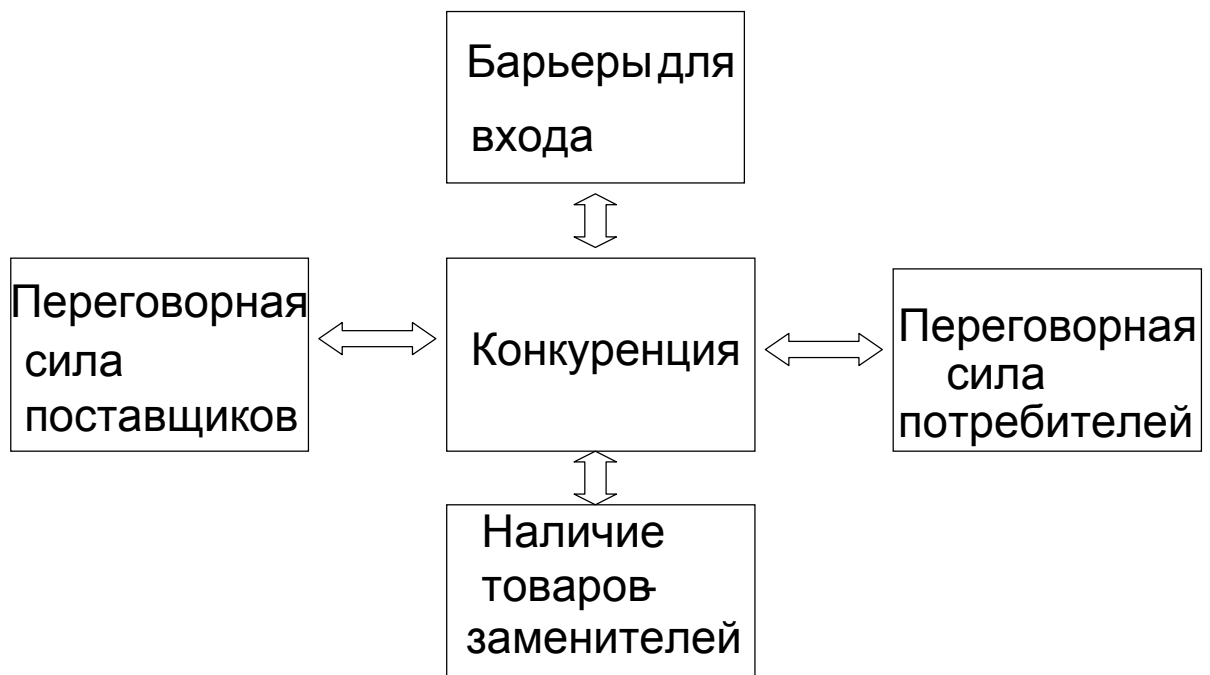 Барьеры для
входа
Переговорная
сила
поставщиков
Конкуренция
Переговорная
сила
потребителей
Наличие
товаров-
заменителей